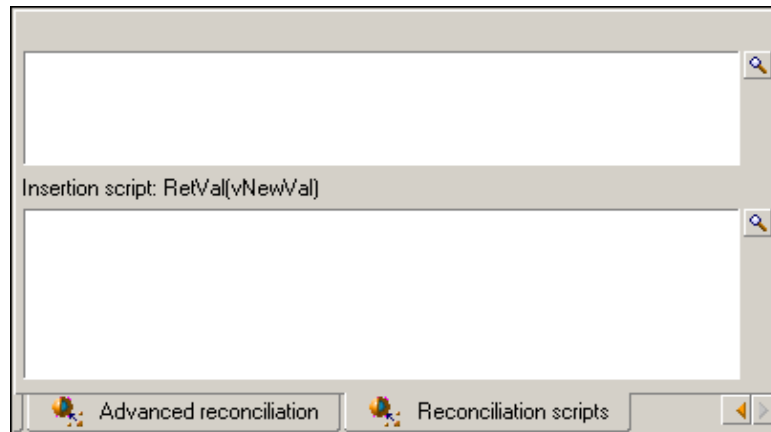 Insertion script: RetVal(vNewVal)
Advanced reconciliation
Reconciliation scripts